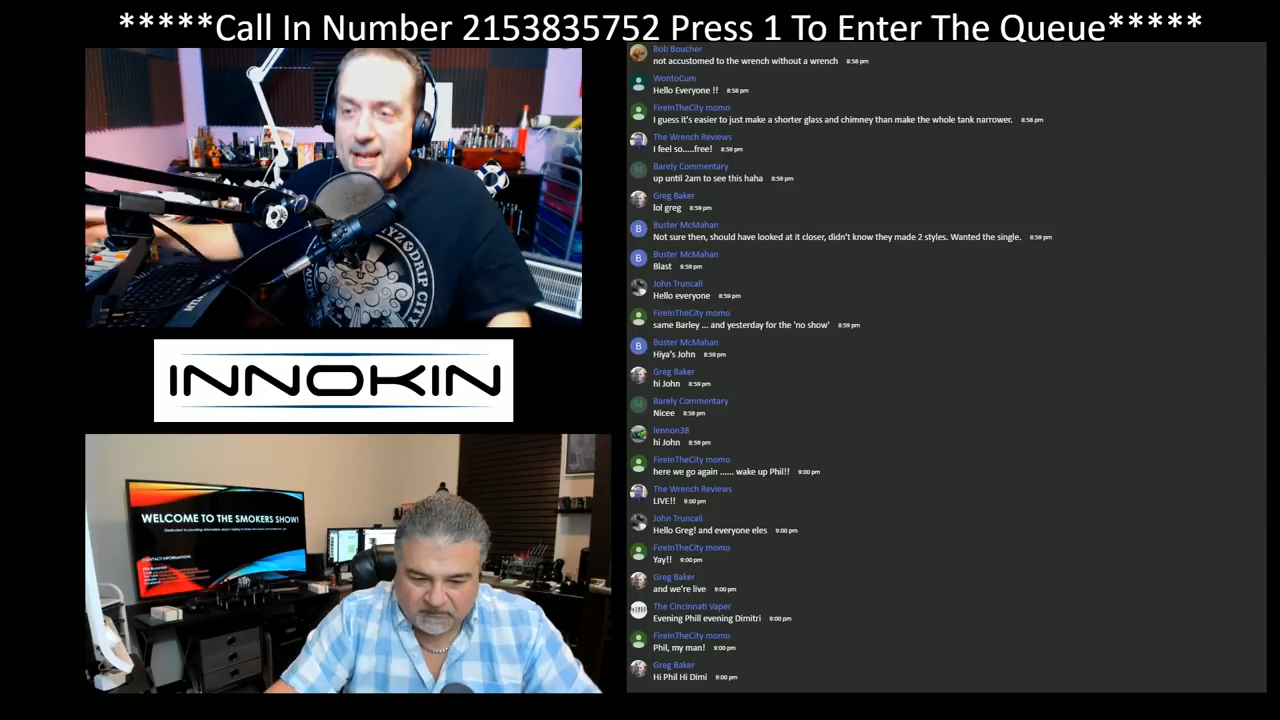 *****Call In Number 2153835752 Press 1 To Enter The Queue*****
Bob Boucher
not accustomed to the wrench without a wrench 8:58 pm
WontoCum
Hello Everyone !! 8:58 pm
FireInTheCity momo
I guess it's easier to just make a shorter glass and chimney than make the whole tank narrower. 8:58 pm
The Wrench Reviews
I feel so.....free! 8:59 pm
Barely Commentary
up until 2am to see this haha 8:59 pm
Greg Baker
lol greg 8:59 pm
B
Buster McMahan
Not sure then, should have looked at it closer, didn't know they made 2 styles. Wanted the single. 8:59 pm
B
Buster McMahan
Blast 8:59 pm
John Truncali
Hello everyone 8:59 pm
FireInTheCity momo
same Barley ... and yesterday for the 'no show' 8:59 pm
B
Buster McMahan
Hiya's John 8:59 pm
Greg Baker
hi John 8:59 pm
Barely Commentary
Nicee 8:59 pm
lennon38
hi John 8:59 pm
FireInTheCity momo
here we go again ...... wake up Phil!! 9:00 pm
The Wrench Reviews
LIVE!! 9:00 pm
John Truncali
Hello Greg! and everyone eles 9:00 pm
FireInTheCity momo
Yay!! 9:00 pm
Greg Baker
and we're live 9:00 pm
The Cincinnati Vaper
Evening Phill evening Dimitri 9:00 pm
FireInTheCity momo
Phil, my man! 9:00 pm
Greg Baker
Hi Phil Hi Dimi 9:00 pm
DRIP CITY
INNOKIN
WELCOME TO THE SMOKERS SHOW!
CONTACT INFORMATION: